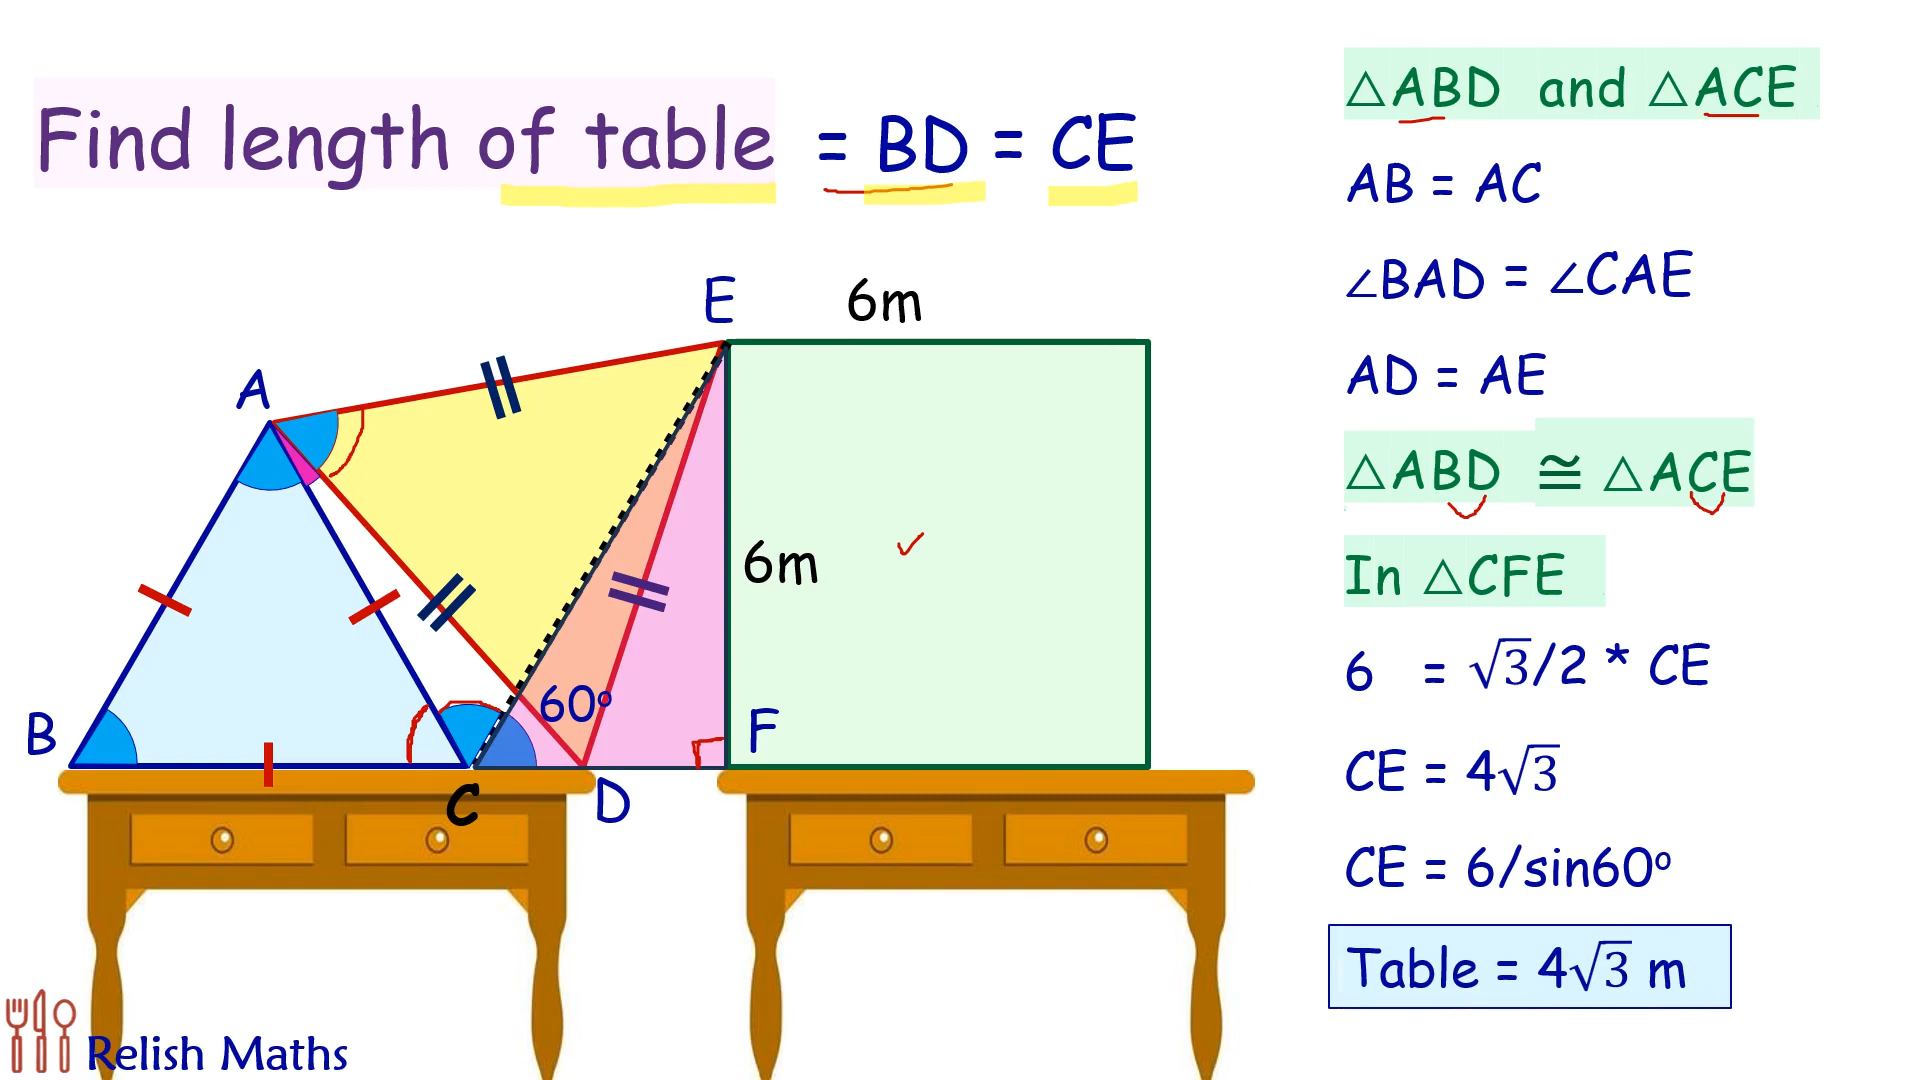 Find length of table = BD = CE
E
6m
A
6m
60°
B
F
C
D
Relish Maths
△ABD and △ACE
AB = AC
∠BAD = ∠CAE
AD = AE
△ABD ≅ △ACE
In △CFE
6 = √3/2 * CE
CE = 4√3
CE = 6/sin60°
Table = 4√3 m